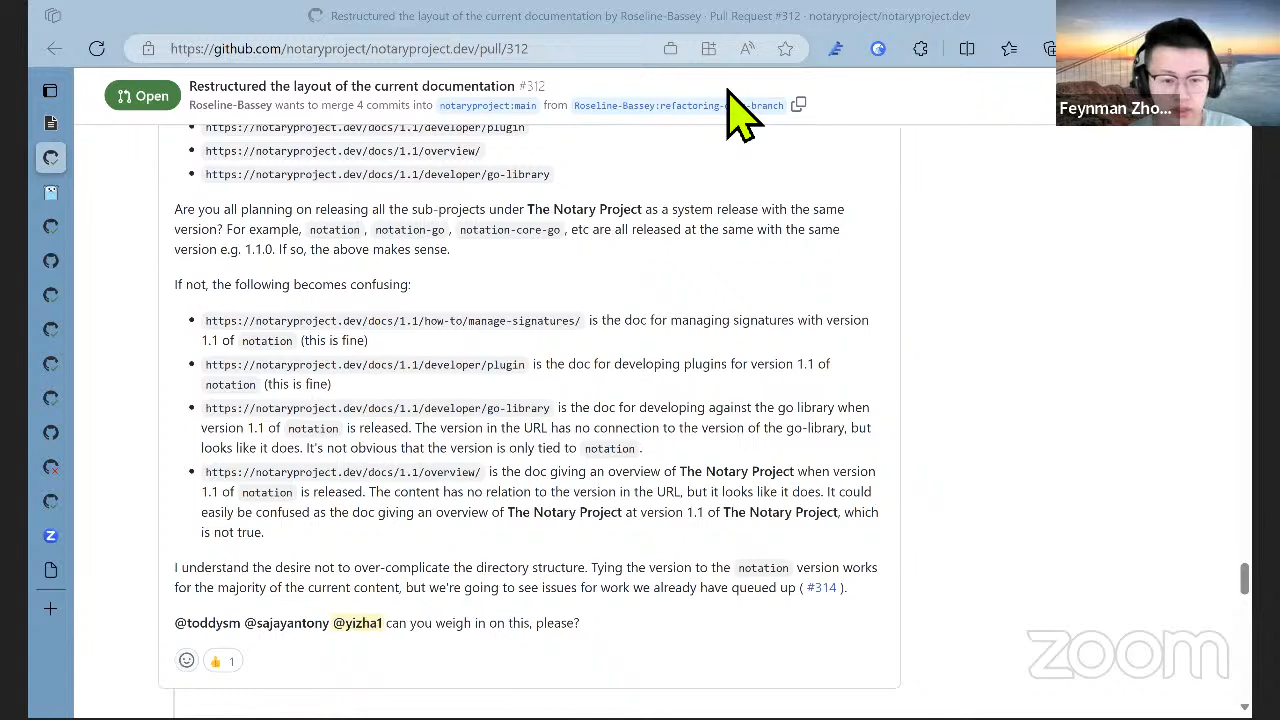 Restructured the layout of the current documentation by Roseline-Bassey · Pull Request #312 · notaryproject/notaryproject.dev
https://github.com/notaryproject/notaryproject.dev/pull/312
Open
Restructured the layout of the current documentation #312
Roseline-Bassey wants to merge 4 commits into notaryproject:main from Roseline-Bassey:refactoring- -branch
Feynman Zho...
https://notaryproject.dev/docs/1.1/developer/plugin
https://notaryproject.dev/docs/1.1/overview/
https://notaryproject.dev/docs/1.1/developer/go-library
Are you all planning on releasing all the sub-projects under The Notary Project as a system release with the same
version? For example, notation, notation-go, notation-core-go, etc are all released at the same with the same
version e.g. 1.1.0. If so, the above makes sense.
If not, the following becomes confusing:
https://notaryproject.dev/docs/1.1/how-to/manage-signatures/ is the doc for managing signatures with version
1.1 of notation (this is fine)
https://notaryproject.dev/docs/1.1/developer/plugin is the doc for developing plugins for version 1.1 of
notation (this is fine)
https://notaryproject.dev/docs/1.1/developer/go-library is the doc for developing against the go library when
version 1.1 of notation is released. The version in the URL has no connection to the version of the go-library, but
looks like it does. It's not obvious that the version is only tied to notation.
https://notaryproject.dev/docs/1.1/overview/ is the doc giving an overview of The Notary Project when version
1.1 of notation is released. The content has no relation to the version in the URL, but it looks like it does. It could
easily be confused as the doc giving an overview of The Notary Project at version 1.1 of The Notary Project, which
is not true.
I understand the desire not to over-complicate the directory structure. Tying the version to the notation version works
for the majority of the current content, but we're going to see issues for work we already have queued up ( #314 ).
@toddysm @sajayantony @yizha1 can you weigh in on this, please?
👍 1
zoom